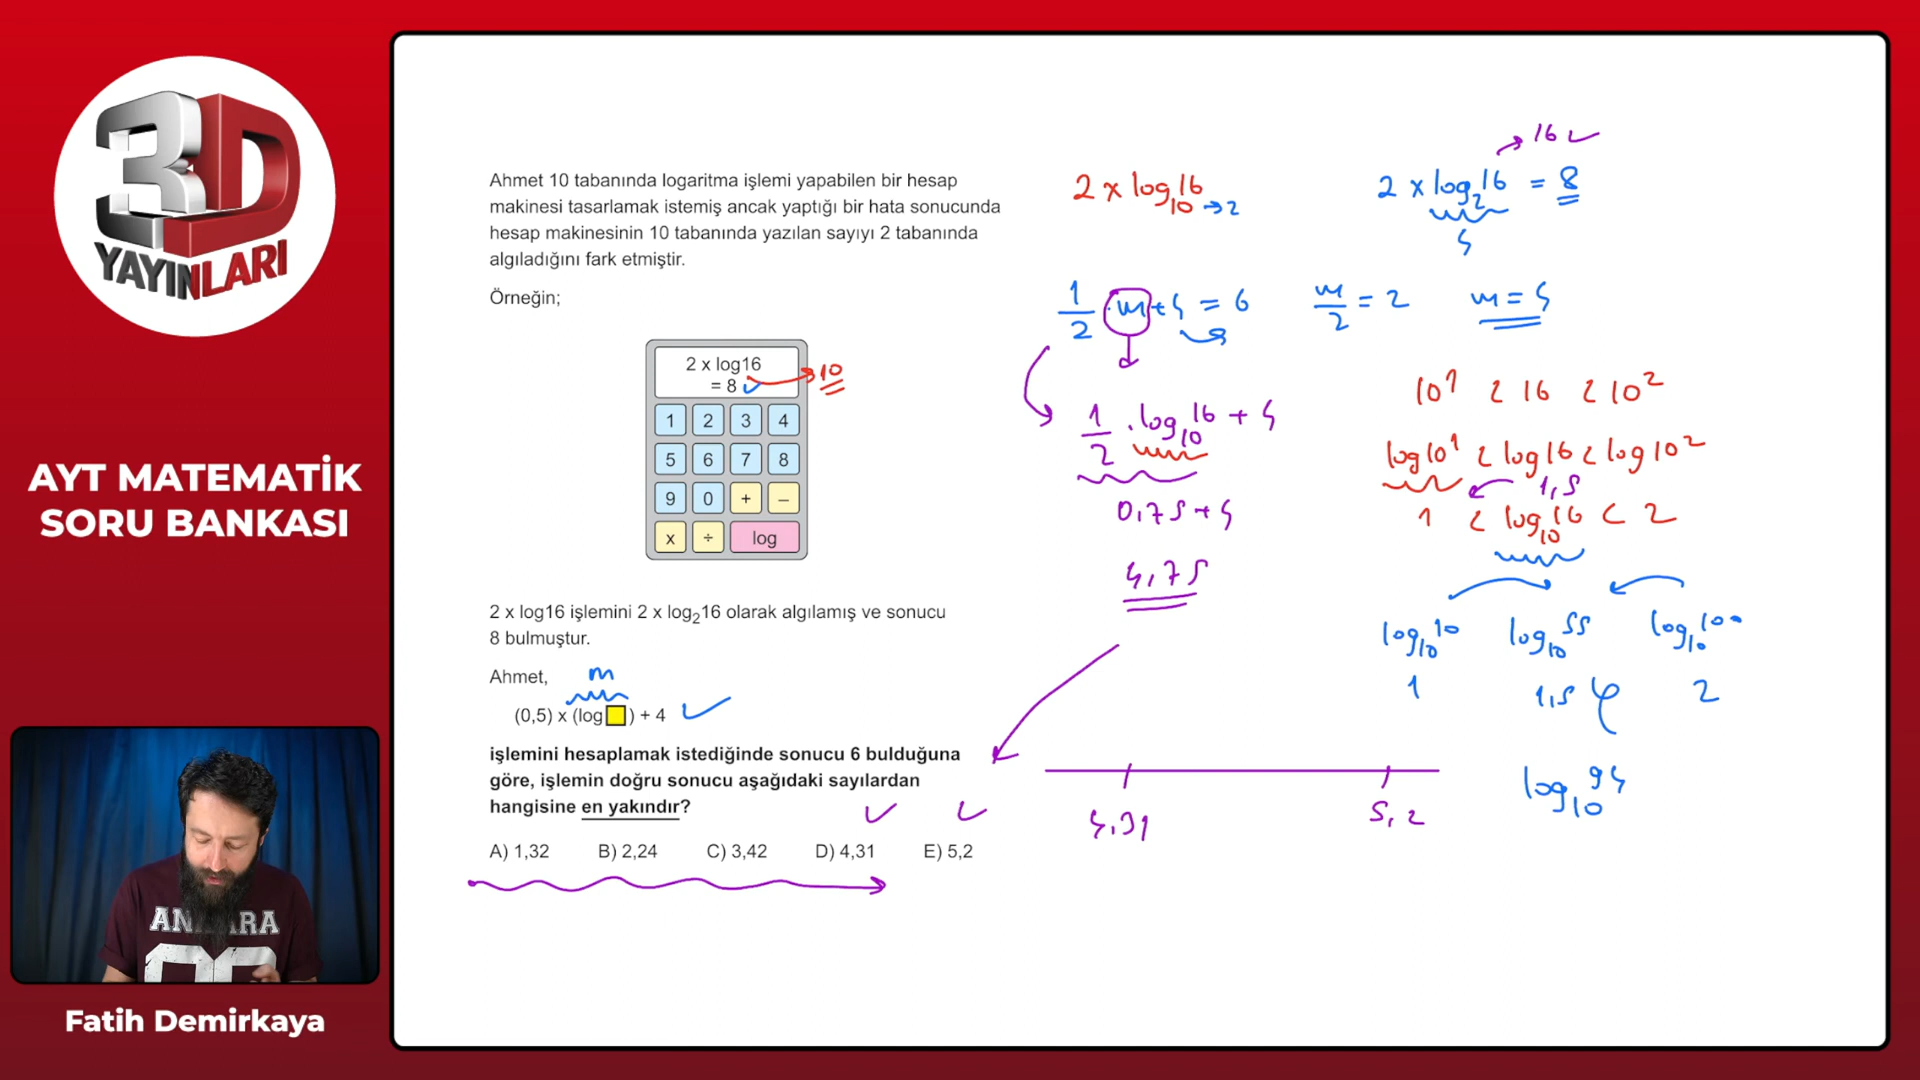 3D
YAYINLARI
AYT MATEMATİK
SORU BANKASI
Fatih Demirkaya
Ahmet 10 tabanında logaritma işlemi yapabilen bir hesap
makinesi tasarlamak istemiş ancak yaptığı bir hata sonucunda
hesap makinesinin 10 tabanında yazılan sayıyı 2 tabanında
algıladığını fark etmiştir.
Örneğin;
2 x log16
= 8
10
1 2 3 4
5 6 7 8
9 0 + –
x ÷ log
2 x log16 işlemini 2 x log₂16 olarak algılamış ve sonucu
8 bulmuştur.
Ahmet,
m
(0,5) x (log ) + 4
işlemini hesaplamak istediğinde sonucu 6 bulduğuna
göre, işlemin doğru sonucu aşağıdaki sayılardan
hangisine en yakındır?
A) 1,32 B) 2,24 C) 3,42 D) 4,31 E) 5,2
2 x log₁₀16 → 2
16
2 x log₂16 = 8
4
1/2 · m + 4 = 6 m/2 = 2 m = 4
1/2 · log₁₀16 + 4
0,75 + 4
4,75
10¹ < 16 < 10²
log10¹ < log16 < log10²
1,5
1 < log₁₀16 < 2
log₁₀10 log₁₀55 log₁₀100
1 1,5 2
log₁₀94
4,31 5,2